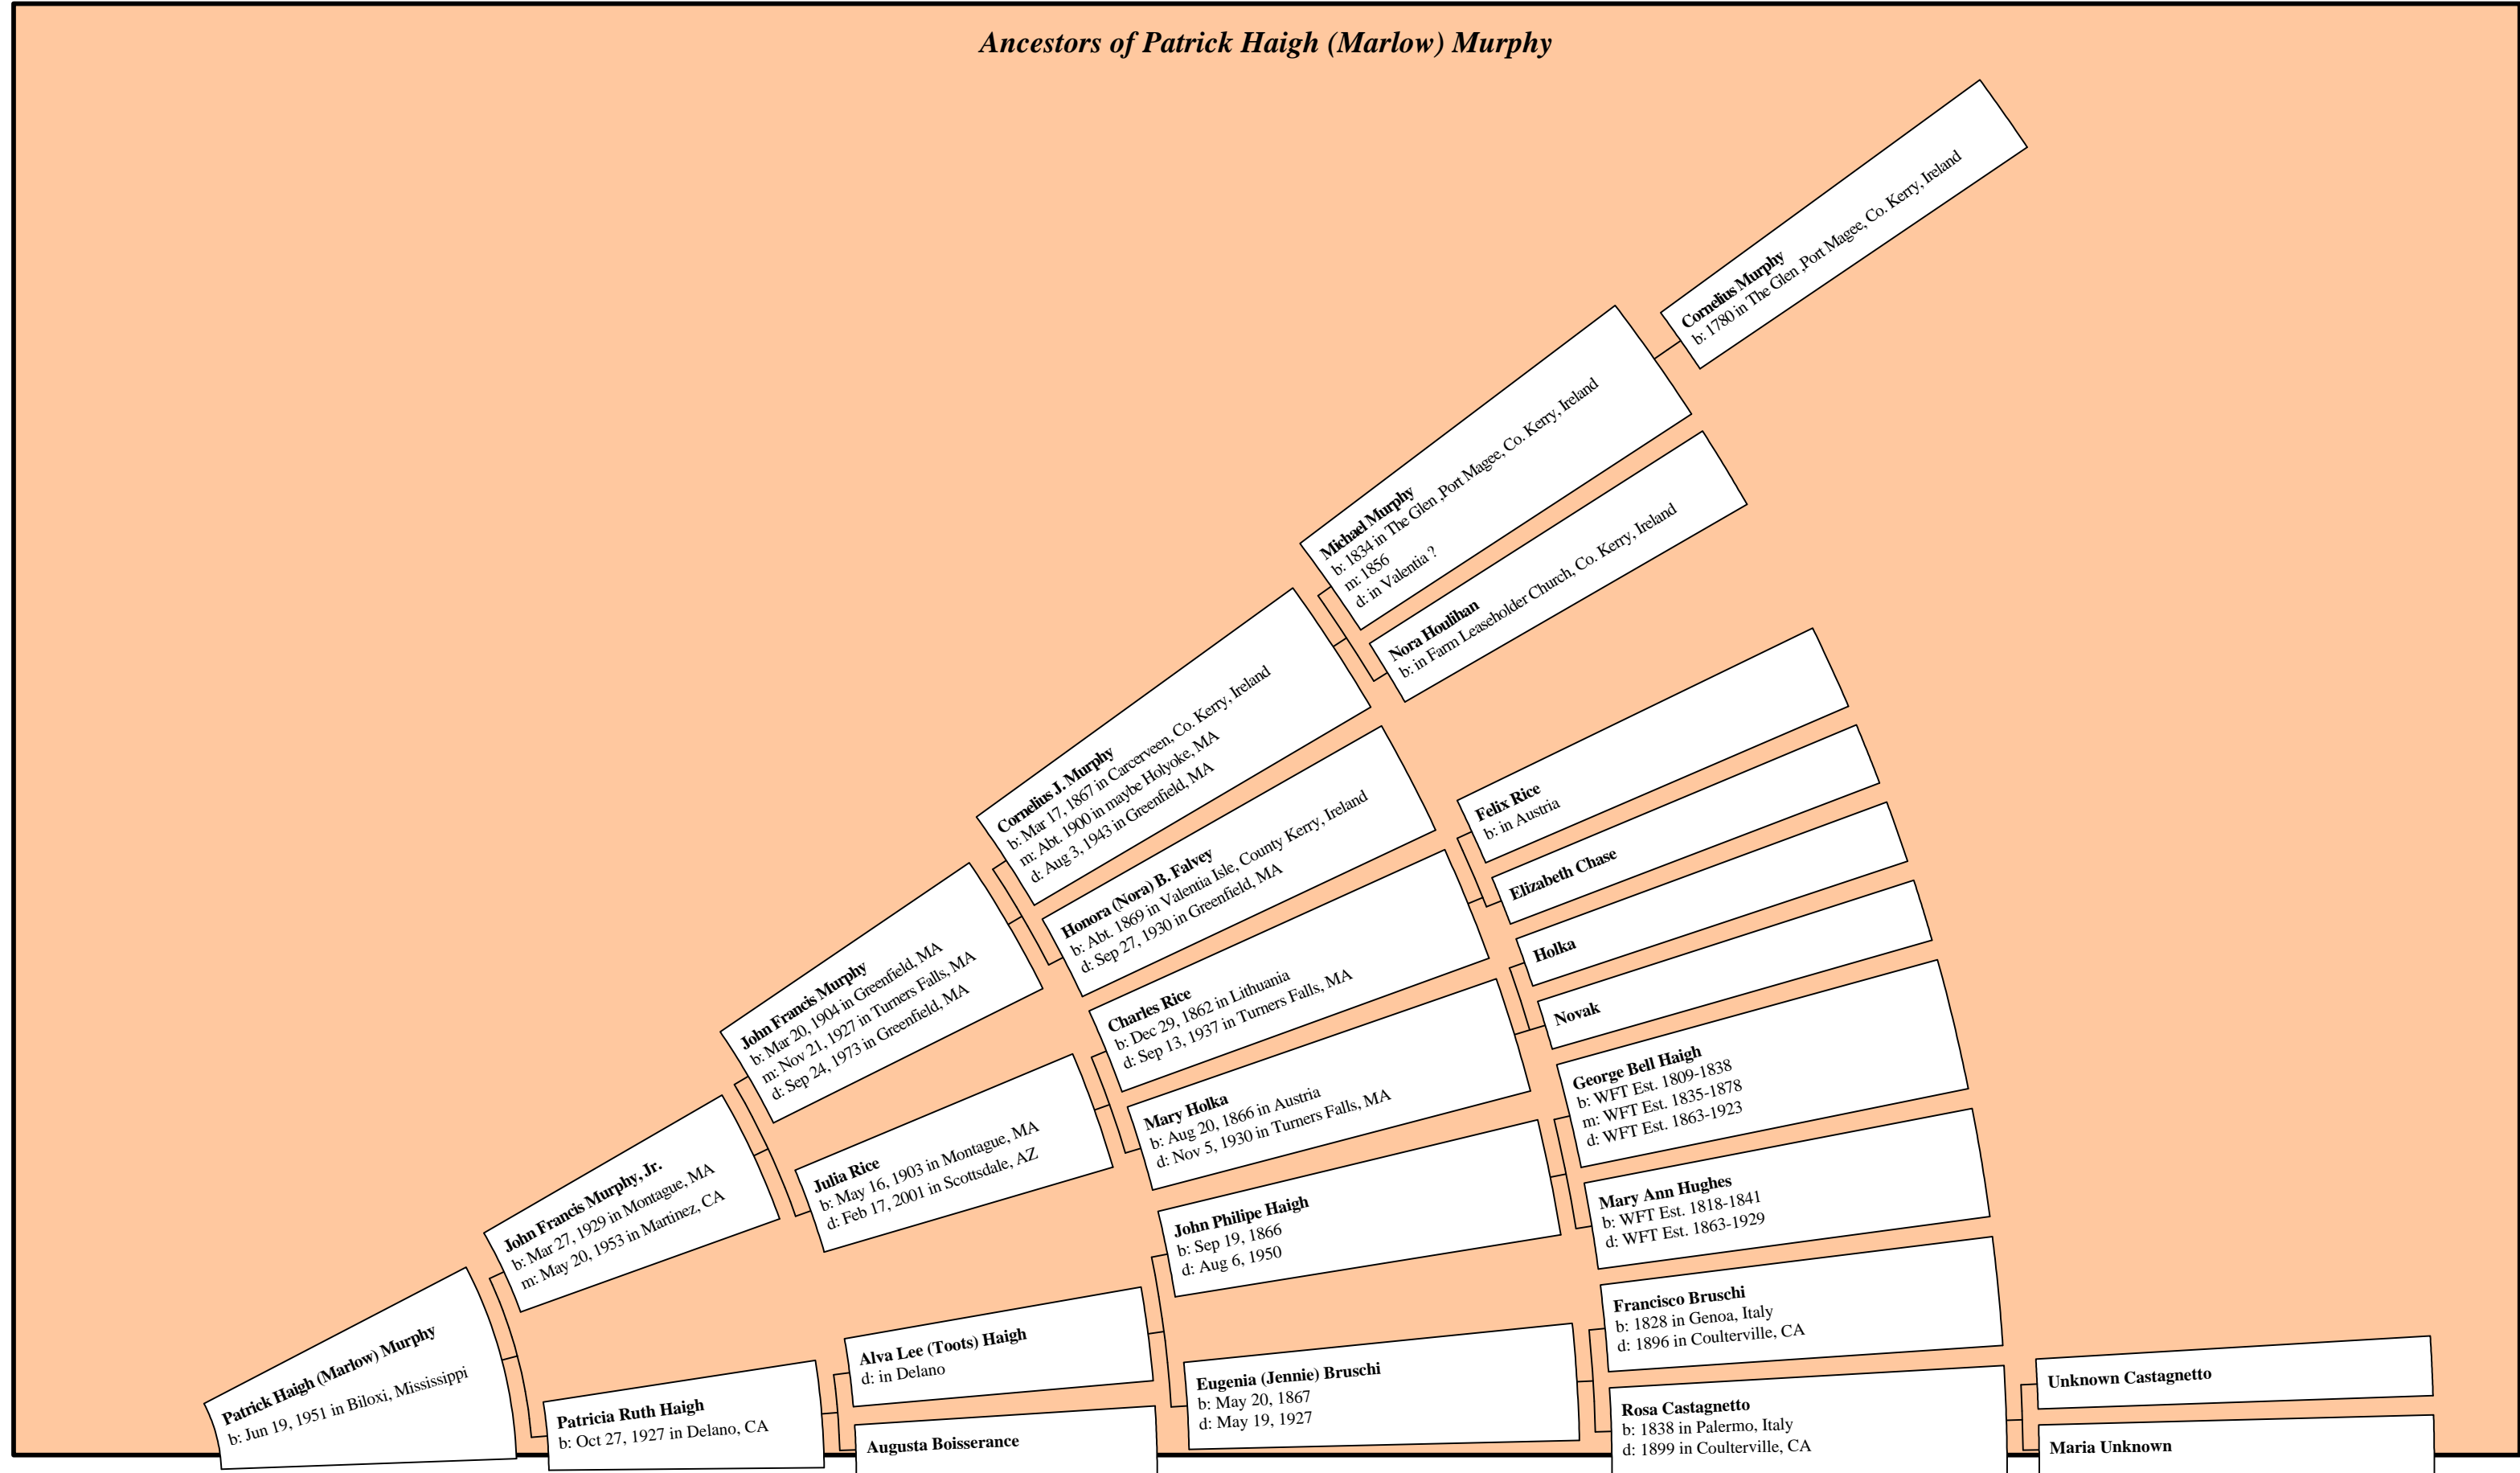 Ancestors of Patrick Haigh (Marlow) Murphy
Patrick Haigh (Marlow) Murphy
b: Jun 19, 1951 in Biloxi, Mississippi
John Francis Murphy, Jr.
b: Mar 27, 1929 in Montague, MA
m: May 20, 1953 in Martinez, CA
Patricia Ruth Haigh
b: Oct 27, 1927 in Delano, CA
John Francis Murphy
b: Mar 20, 1904 in Greenfield, MA
m: Nov 21, 1927 in Turners Falls, MA
d: Sep 24, 1973 in Greenfield, MA
Julia Rice
b: May 16, 1903 in Montague, MA
d: Feb 17, 2001 in Scottsdale, AZ
Alva Lee (Toots) Haigh
d: in Delano
Augusta Boisserance
Cornelius J. Murphy
b: Mar 17, 1867 in Carcerveen, Co. Kerry, Ireland
m: Abt. 1900 in maybe Holyoke, MA
d: Aug 3, 1943 in Greenfield, MA
Honora (Nora) B. Falvey
b: Abt. 1869 in Valentia Isle, County Kerry, Ireland
d: Sep 27, 1930 in Greenfield, MA
Charles Rice
b: Dec 29, 1862 in Lithuania
d: Sep 13, 1937 in Turners Falls, MA
Mary Holka
b: Aug 20, 1866 in Austria
d: Nov 5, 1930 in Turners Falls, MA
John Philipe Haigh
b: Sep 19, 1866
d: Aug 6, 1950
Eugenia (Jennie) Bruschi
b: May 20, 1867
d: May 19, 1927
Michael Murphy
b: 1834 in The Glen ,Port Magee, Co. Kerry, Ireland
m: 1856
d: in Valentia ?
Nora Houlihan
b: in Farm Leaseholder Church, Co. Kerry, Ireland
Felix Rice
b: in Austria
Elizabeth Chase
Holka
Novak
George Bell Haigh
b: WFT Est. 1809-1838
m: WFT Est. 1835-1878
d: WFT Est. 1863-1923
Mary Ann Hughes
b: WFT Est. 1818-1841
d: WFT Est. 1863-1929
Francisco Bruschi
b: 1828 in Genoa, Italy
d: 1896 in Coulterville, CA
Rosa Castagnetto
b: 1838 in Palermo, Italy
d: 1899 in Coulterville, CA
Cornelius Murphy
b: 1780 in The Glen ,Port Magee, Co. Kerry, Ireland
Unknown Castagnetto
Maria Unknown